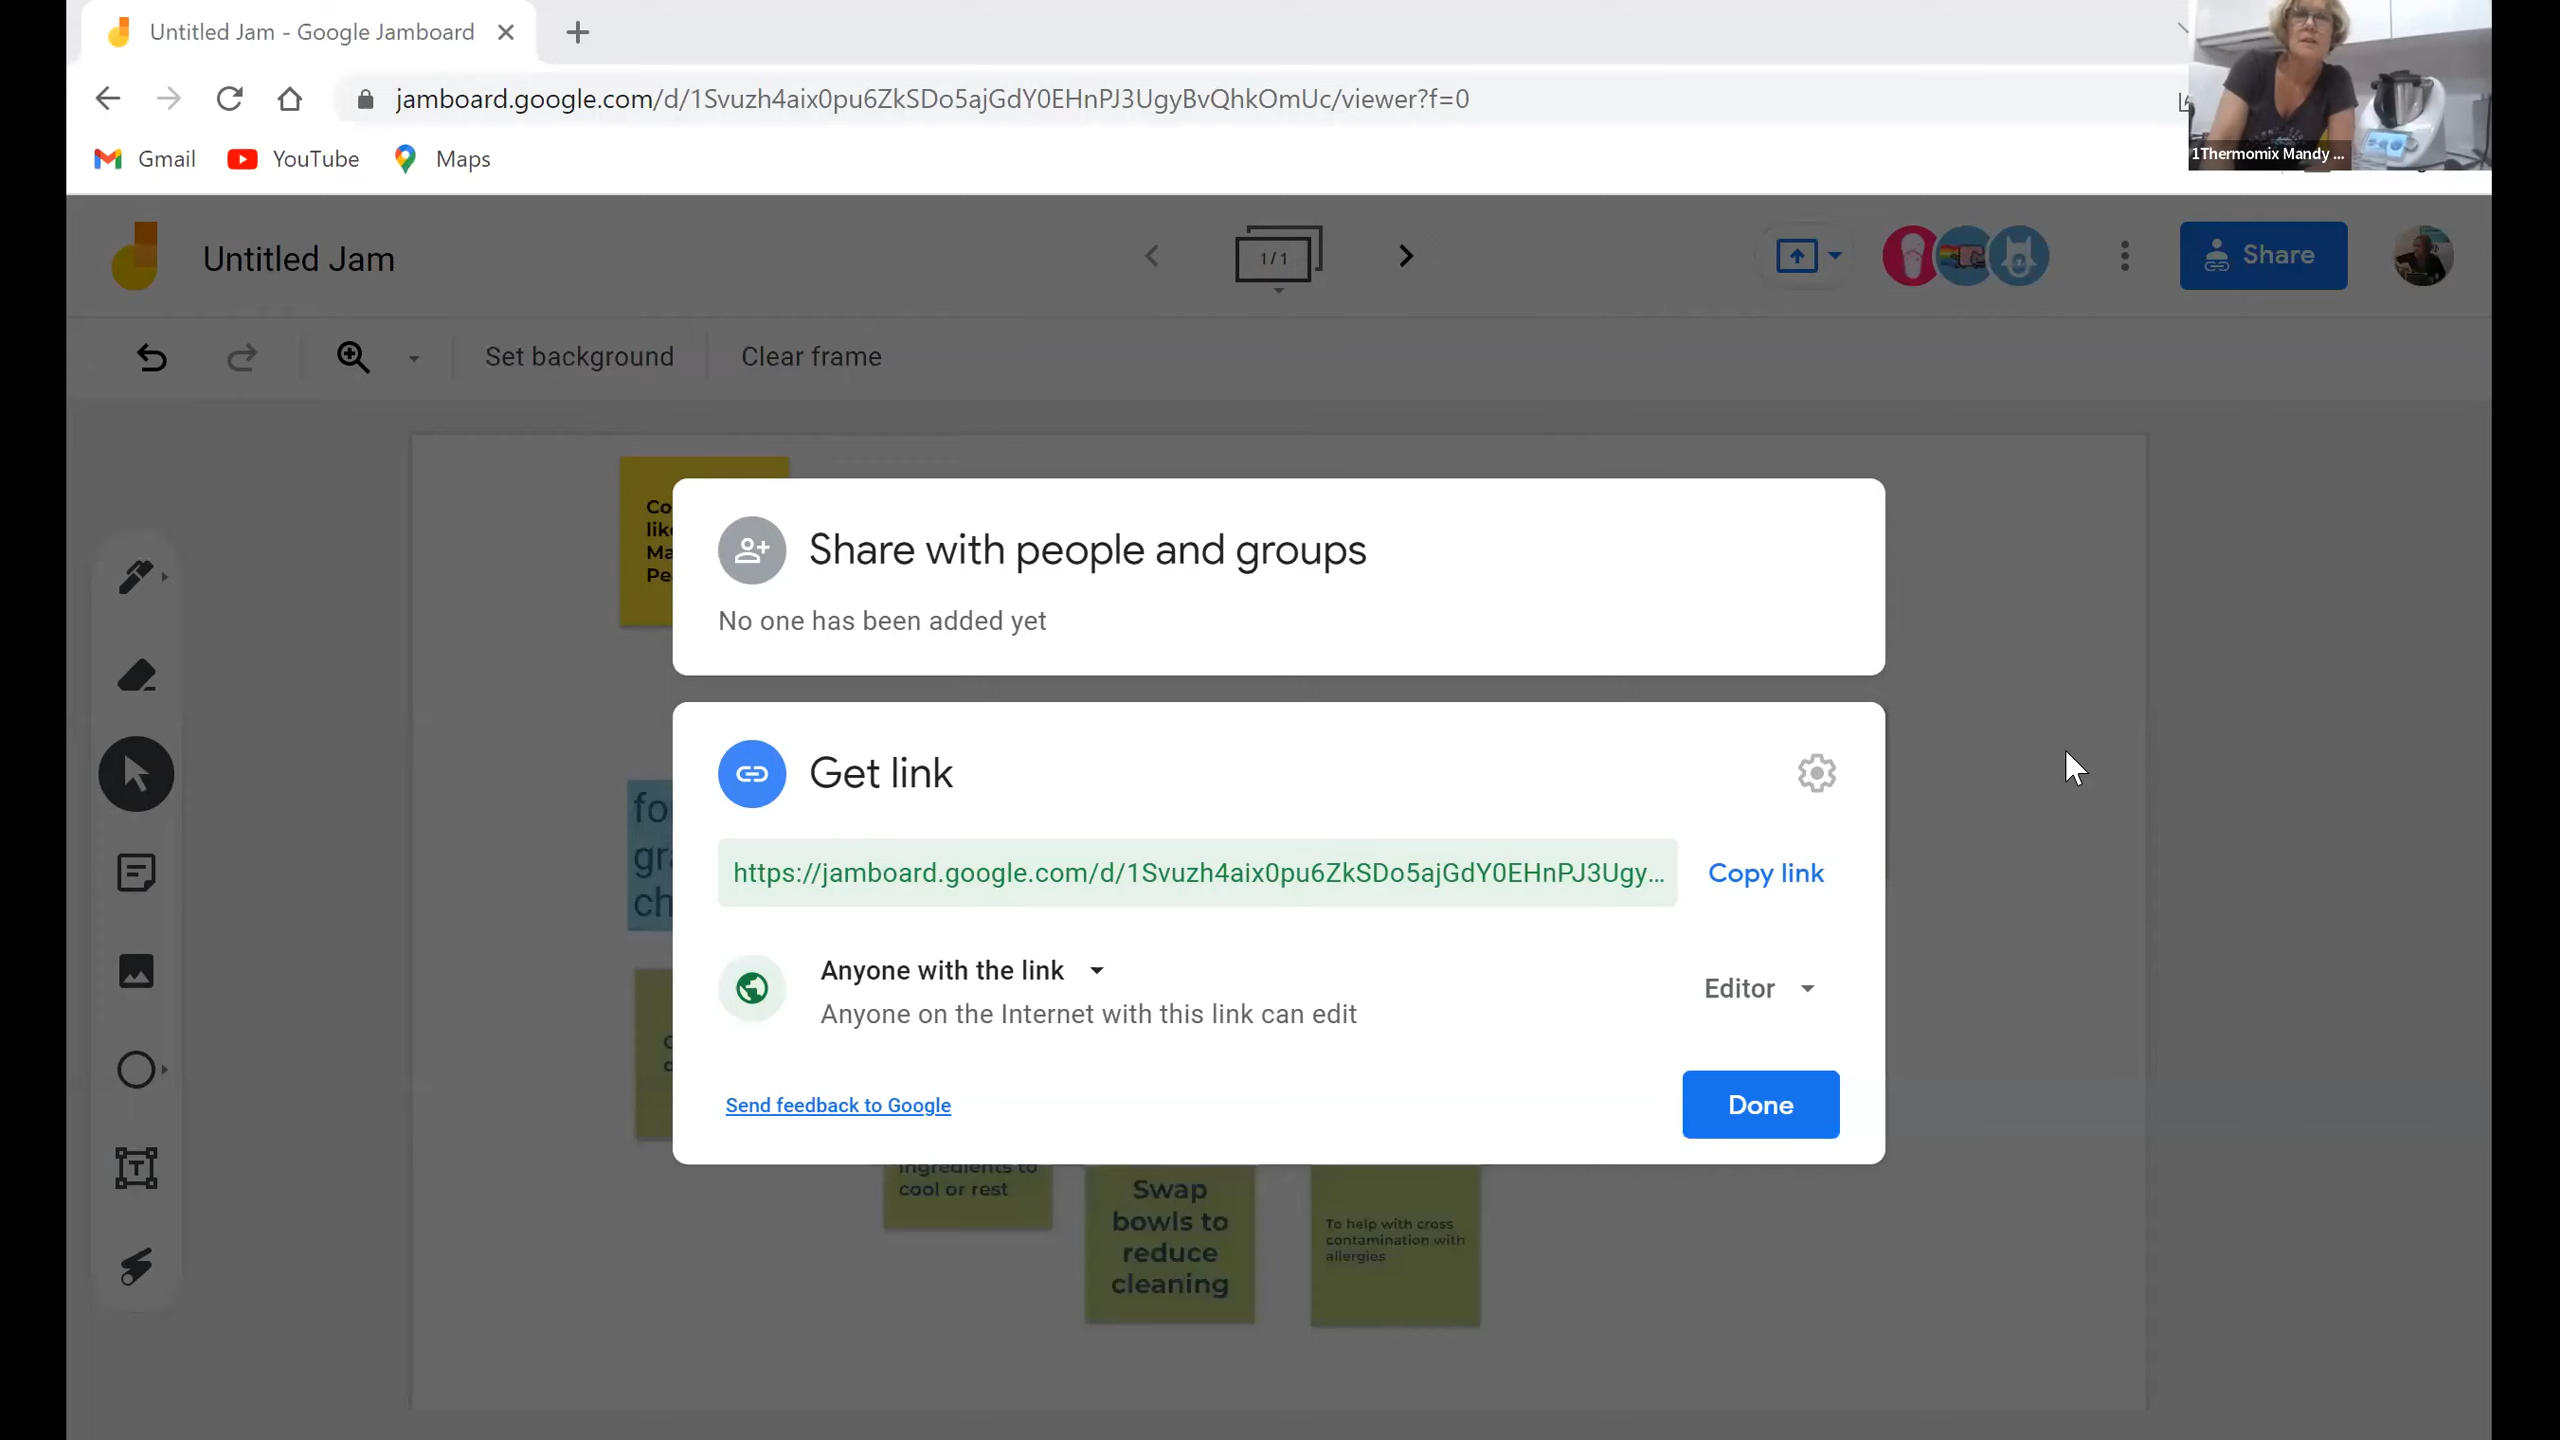 Untitled Jam - Google Jamboard
jamboard.google.com/d/1Svuzh4aix0pu6ZkSDo5ajGdY0EHnPJ3UgyBvQhkOmUc/viewer?f=0
Gmail
YouTube
Maps
1Thermomix Mandy ...
Untitled Jam
1/1
Share
Set background
Clear frame
Share with people and groups
No one has been added yet
Get link
https://jamboard.google.com/d/1Svuzh4aix0pu6ZkSDo5ajGdY0EHnPJ3Ugy...
Copy link
Anyone with the link
Anyone on the Internet with this link can edit
Editor
Send feedback to Google
Done
ingredients to
cool or rest
Swap
bowls to
reduce
cleaning
To help with cross
contamination with
allergies